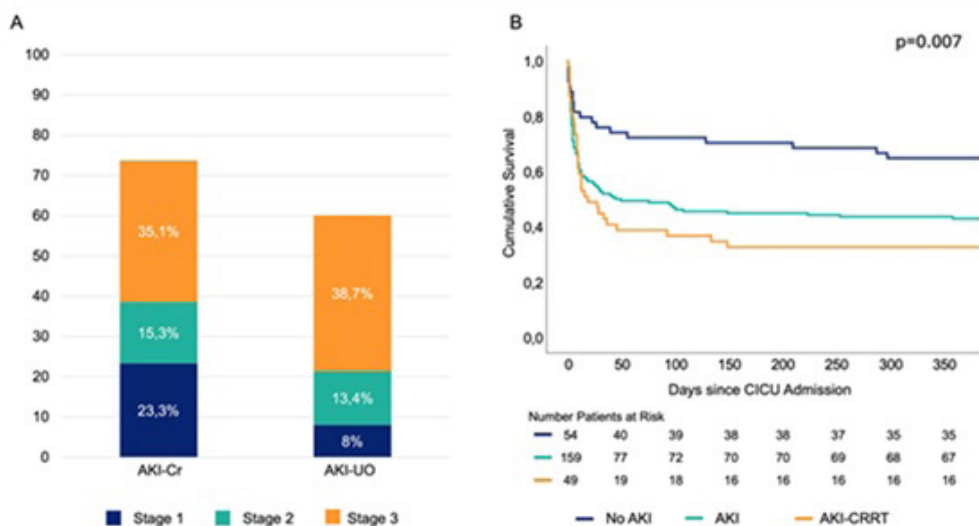 A
100
90
80
70
60
50
40
30
20
10
0
35,1%
15,3%
23,3%
38,7%
13,4%
8%
AKI-Cr AKI-UO
Stage 1 Stage 2 Stage 3
B
p=0.007
Cumulative Survival
1,0
0,8
0,6
0,4
0,2
0,0
0 50 100 150 200 250 300 350
Days since CICU Admission
Number Patients at Risk
54 40 39 38 38 37 35 35
159 77 72 70 70 69 68 67
49 19 18 16 16 16 16 16
No AKI AKI AKI-CRRT